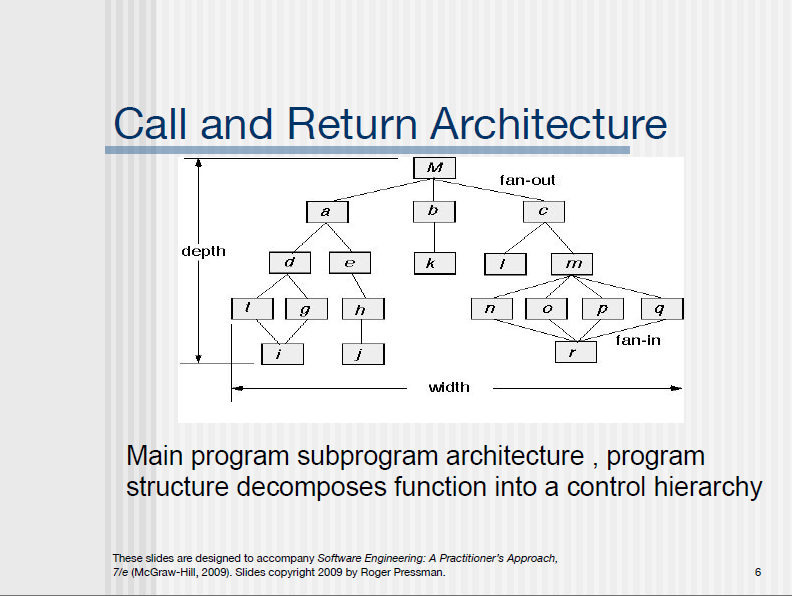 Call and Return Architecture
M
fan-out
a b c
depth
d e k l m
l g h n o p q
fan-in
i j r
width
Main program subprogram architecture , program
structure decomposes function into a control hierarchy
These slides are designed to accompany Software Engineering: A Practitioner's Approach,
7/e (McGraw-Hill, 2009). Slides copyright 2009 by Roger Pressman.
6